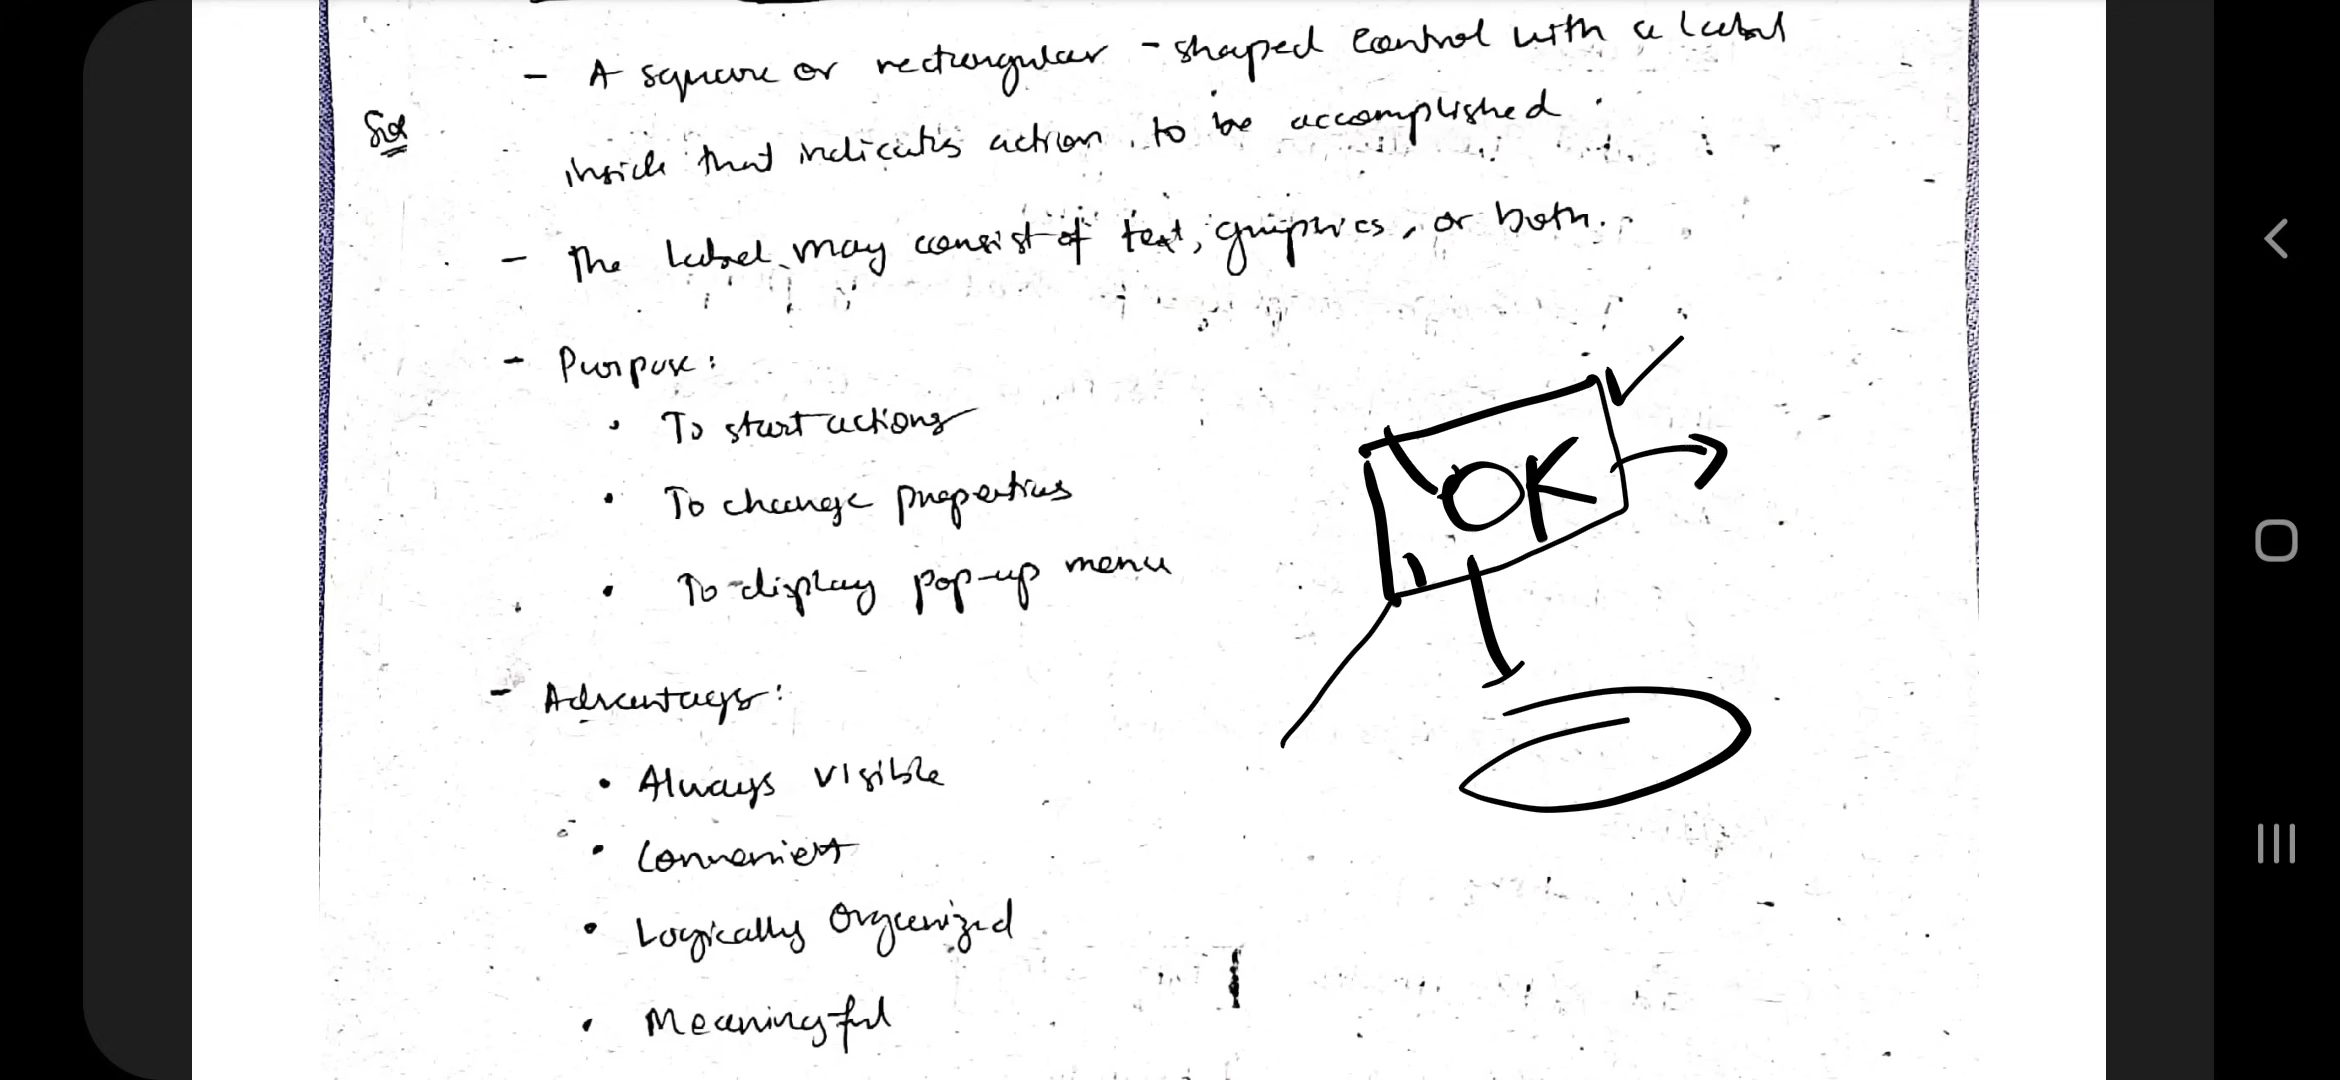 - A square or rectangular - shaped control with a label
inside that indicates action to be accomplished.
- The label may consist of text, graphics, or both.
- Purpose:
• To start actions
• To change properties
• To display pop-up menu
OK
- Advantages:
• Always visible
• Convenient
• Logically Organized
• Meaningful